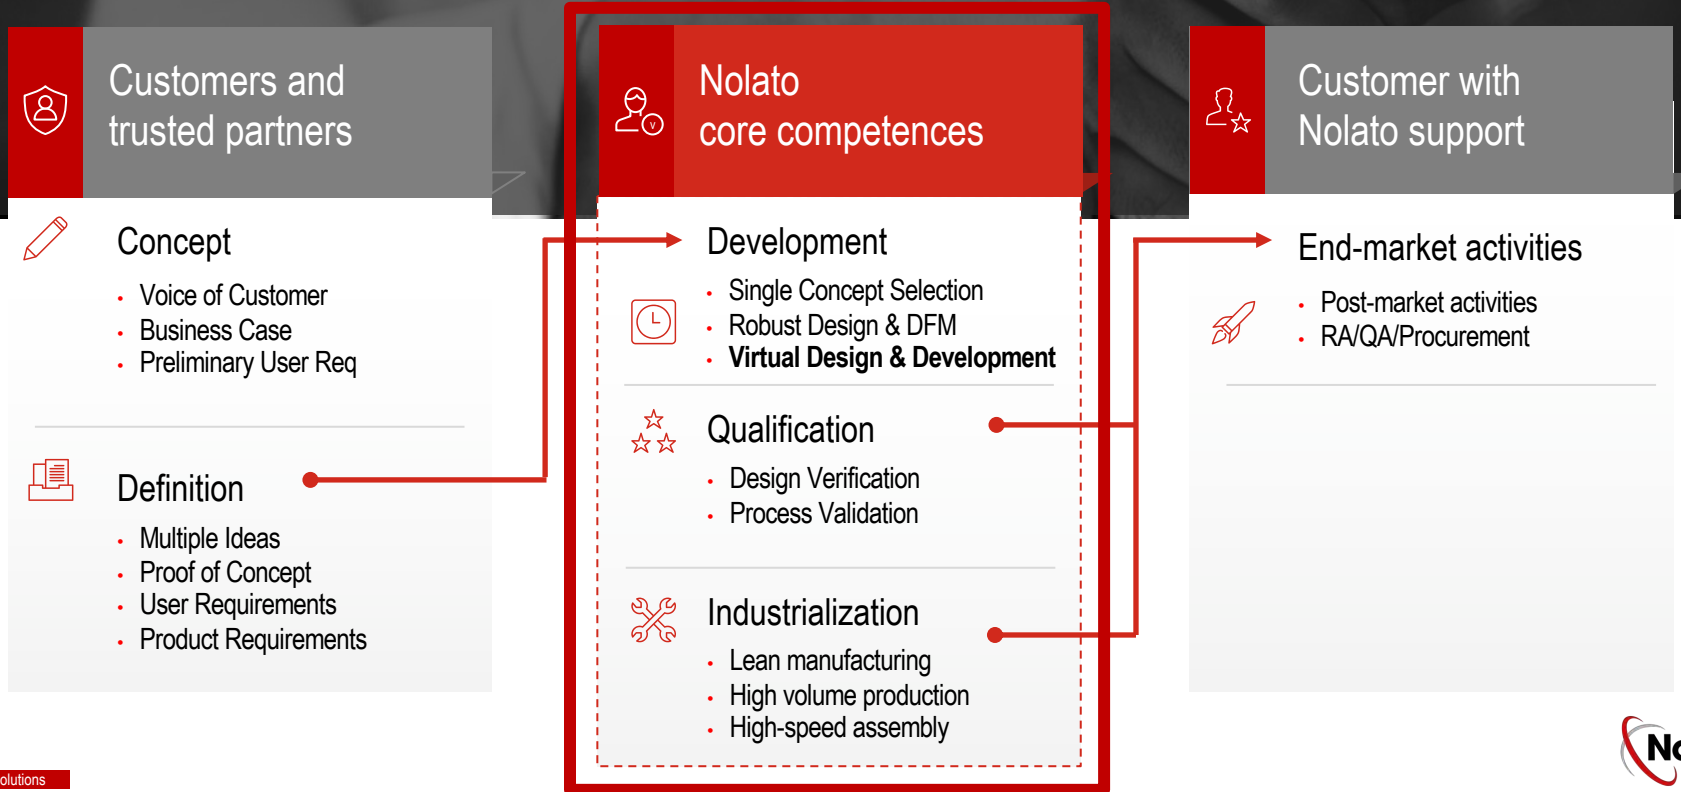 Customers and
trusted partners
Concept
Voice of Customer
Business Case
Preliminary User Req
Definition
Multiple Ideas
Proof of Concept
User Requirements
Product Requirements
V
Nolato
core competences
Development
Single Concept Selection
Robust Design & DFM
Virtual Design & Development
Qualification
Design Verification
Process Validation
Industrialization
Lean manufacturing
High volume production
High-speed assembly
Customer with
Nolato support
End-market activities
Post-market activities
RA/QA/Procurement
olutions
No